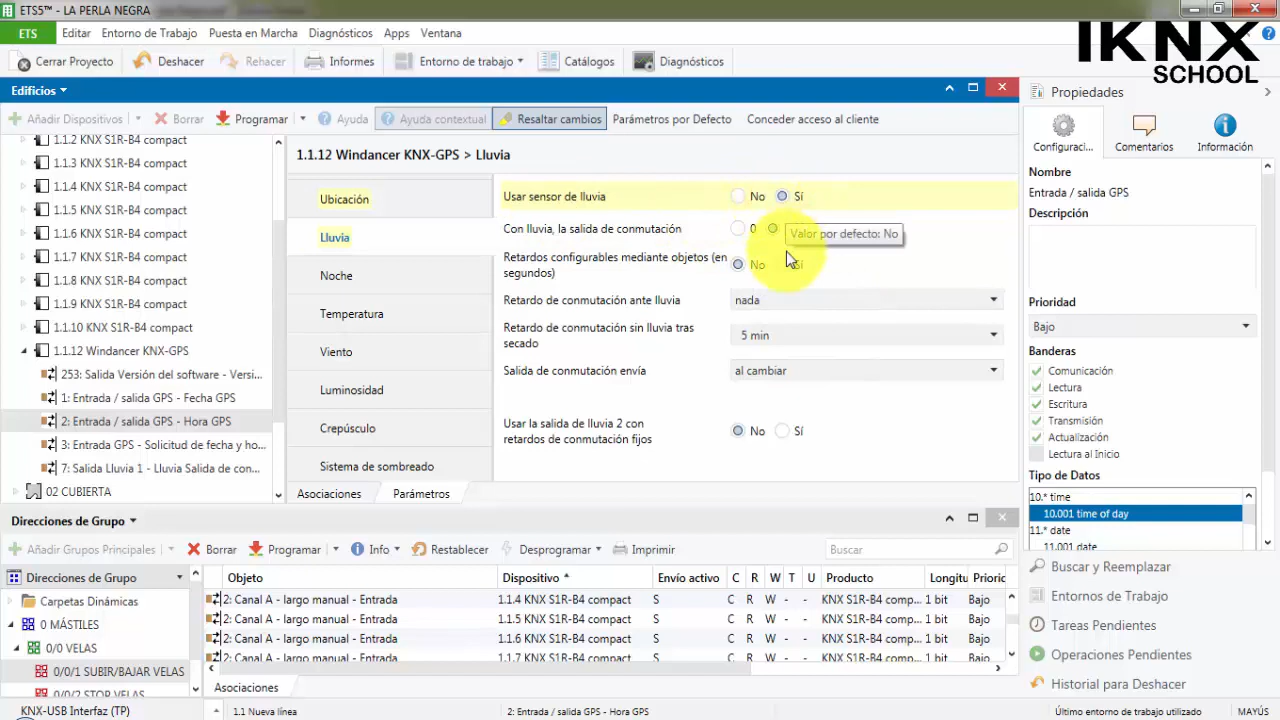 ETS5™ - LA PERLA NEGRA
ETS Editar Entorno de Trabajo Puesta en Marcha Diagnósticos Apps Ventana
IKNX
SCHOOL
Cerrar Proyecto Deshacer Rehacer Informes Entorno de trabajo Catálogos Diagnósticos
Edificios
Añadir Dispositivos Borrar Programar Ayuda Ayuda contextual Resaltar cambios Parámetros por Defecto Conceder acceso al cliente
1.1.2 KNX S1R-B4 compact
1.1.3 KNX S1R-B4 compact
1.1.4 KNX S1R-B4 compact
1.1.5 KNX S1R-B4 compact
1.1.6 KNX S1R-B4 compact
1.1.7 KNX S1R-B4 compact
1.1.8 KNX S1R-B4 compact
1.1.9 KNX S1R-B4 compact
1.1.10 KNX S1R-B4 compact
1.1.12 Windancer KNX-GPS
253: Salida Versión del software - Versi...
1: Entrada / salida GPS - Fecha GPS
2: Entrada / salida GPS - Hora GPS
3: Entrada GPS - Solicitud de fecha y ho...
7: Salida Lluvia 1 - Lluvia Salida de con...
02 CUBIERTA
1.1.12 Windancer KNX-GPS > Lluvia
Ubicación
Lluvia
Noche
Temperatura
Viento
Luminosidad
Crepúsculo
Sistema de sombreado
Usar sensor de lluvia No Sí
Con lluvia, la salida de conmutación 0
Valor por defecto: No
Retardos configurables mediante objetos (en
segundos) No Sí
Retardo de conmutación ante lluvia nada
Retardo de conmutación sin lluvia tras
secado 5 min
Salida de conmutación envía al cambiar
Usar la salida de lluvia 2 con
retardos de conmutación fijos No Sí
Asociaciones Parámetros
Propiedades
Configuraci... Comentarios Información
Nombre
Entrada / salida GPS
Descripción
Prioridad
Bajo
Banderas
Comunicación
Lectura
Escritura
Transmisión
Actualización
Lectura al Inicio
Tipo de Datos
10.* time
10.001 time of day
11.* date
11.001 date
Buscar y Reemplazar
Entornos de Trabajo
Tareas Pendientes
Operaciones Pendientes
Historial para Deshacer
Direcciones de Grupo
Añadir Grupos Principales Borrar Programar Info Restablecer Desprogramar Imprimir Buscar
Direcciones de Grupo
Carpetas Dinámicas
0 MÁSTILES
0/0 VELAS
0/0/1 SUBIR/BAJAR VELAS
0/0/2 STOP VELAS
Objeto Dispositivo Envío activo C R W T U Producto Longitu Priorid
2: Canal A - largo manual - Entrada 1.1.4 KNX S1R-B4 compact S C R W - - KNX S1R-B4 comp... 1 bit Bajo
2: Canal A - largo manual - Entrada 1.1.5 KNX S1R-B4 compact S C R W - - KNX S1R-B4 comp... 1 bit Bajo
2: Canal A - largo manual - Entrada 1.1.6 KNX S1R-B4 compact S C R W - - KNX S1R-B4 comp... 1 bit Bajo
2: Canal A - largo manual - Entrada 1.1.7 KNX S1R-B4 compact S C R W - - KNX S1R-B4 comp... 1 bit Bajo
Asociaciones
KNX-USB Interfaz (TP) 1.1 Nueva línea 2: Entrada / salida GPS - Hora GPS Último entorno de trabajo utilizado MAYÚS